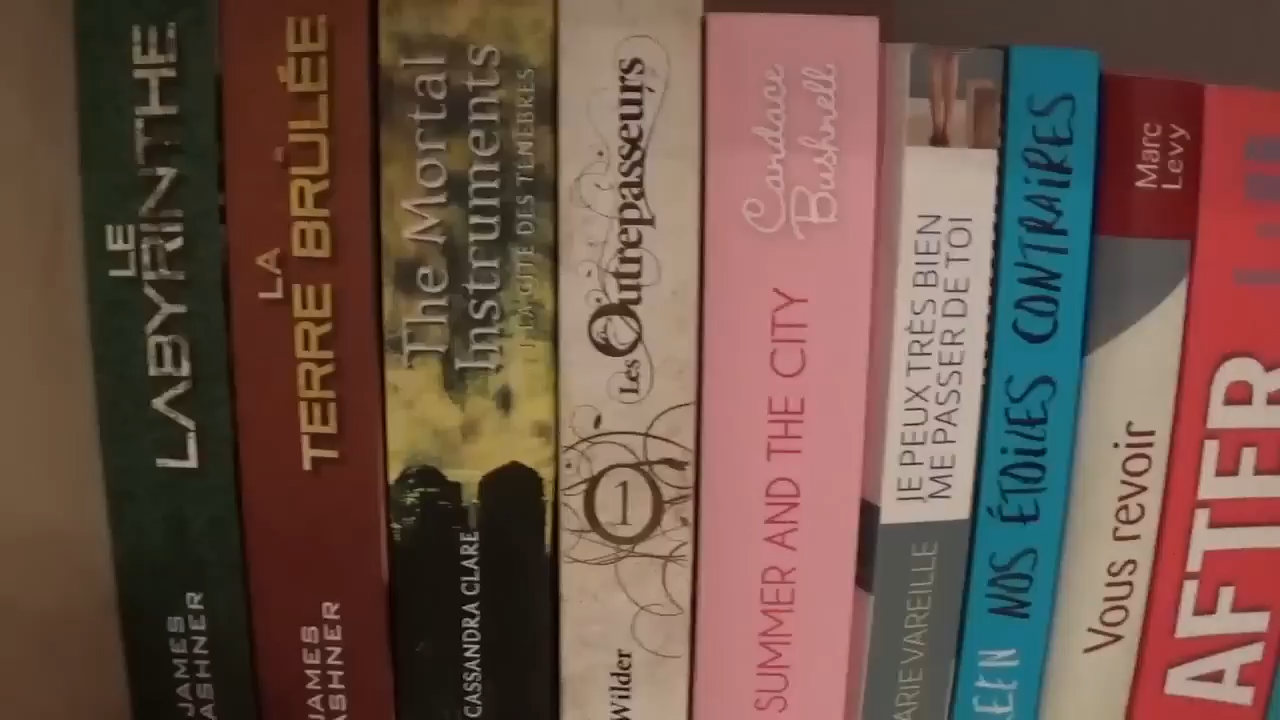 LE
LABYRINTHE
JAMES
ASHNER
LA
TERRE BRÛLÉE
JAMES
ASHNER
The Mortal
Instruments
1. LA CITÉ DES TÉNÈBRES
CASSANDRA CLARE
Les Outrepasseurs
1
Wilder
Candace
Bushnell
SUMMER AND THE CITY
JE PEUX TRÈS BIEN
ME PASSER DE TOI
ARIE VAREILLE
NOS ÉTOILES CONTRAIRES
REEN
Marc
Levy
Vous revoir
AFTER